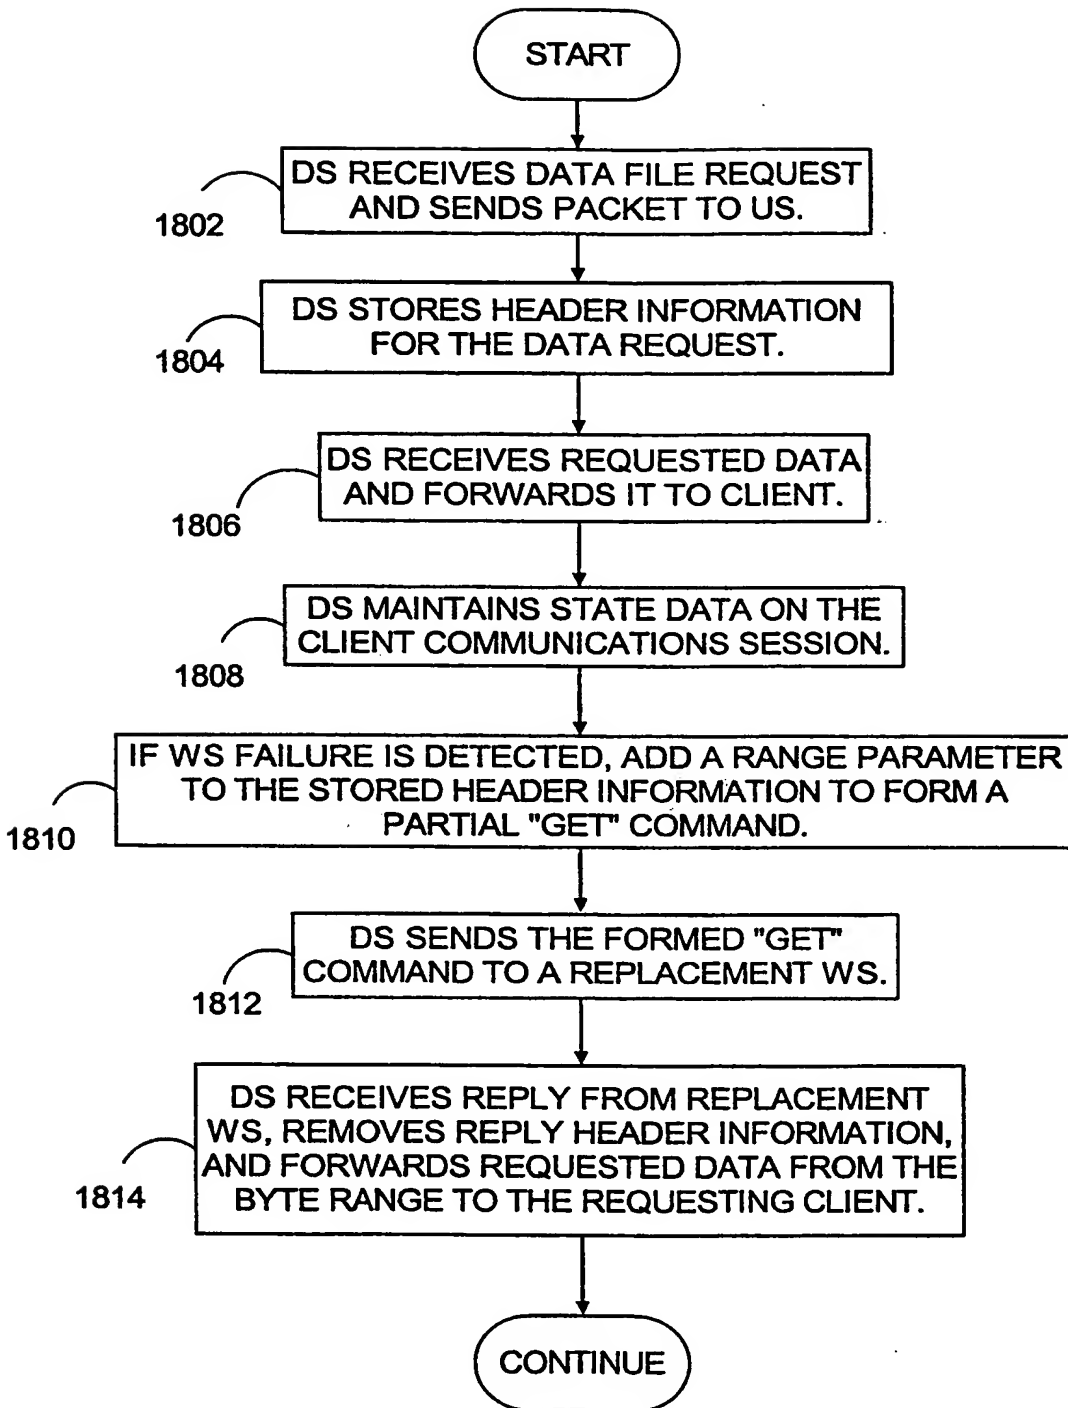 START
DS RECEIVES DATA FILE REQUEST
AND SENDS PACKET TO US.
1802
DS STORES HEADER INFORMATION
FOR THE DATA REQUEST.
1804
DS RECEIVES REQUESTED DATA
AND FORWARDS IT TO CLIENT.
1806
DS MAINTAINS STATE DATA ON THE
CLIENT COMMUNICATIONS SESSION.
1808
IF WS FAILURE IS DETECTED, ADD A RANGE PARAMETER
TO THE STORED HEADER INFORMATION TO FORM A
PARTIAL "GET" COMMAND.
1810
DS SENDS THE FORMED "GET"
COMMAND TO A REPLACEMENT WS.
1812
DS RECEIVES REPLY FROM REPLACEMENT
WS, REMOVES REPLY HEADER INFORMATION,
AND FORWARDS REQUESTED DATA FROM THE
BYTE RANGE TO THE REQUESTING CLIENT.
1814
CONTINUE